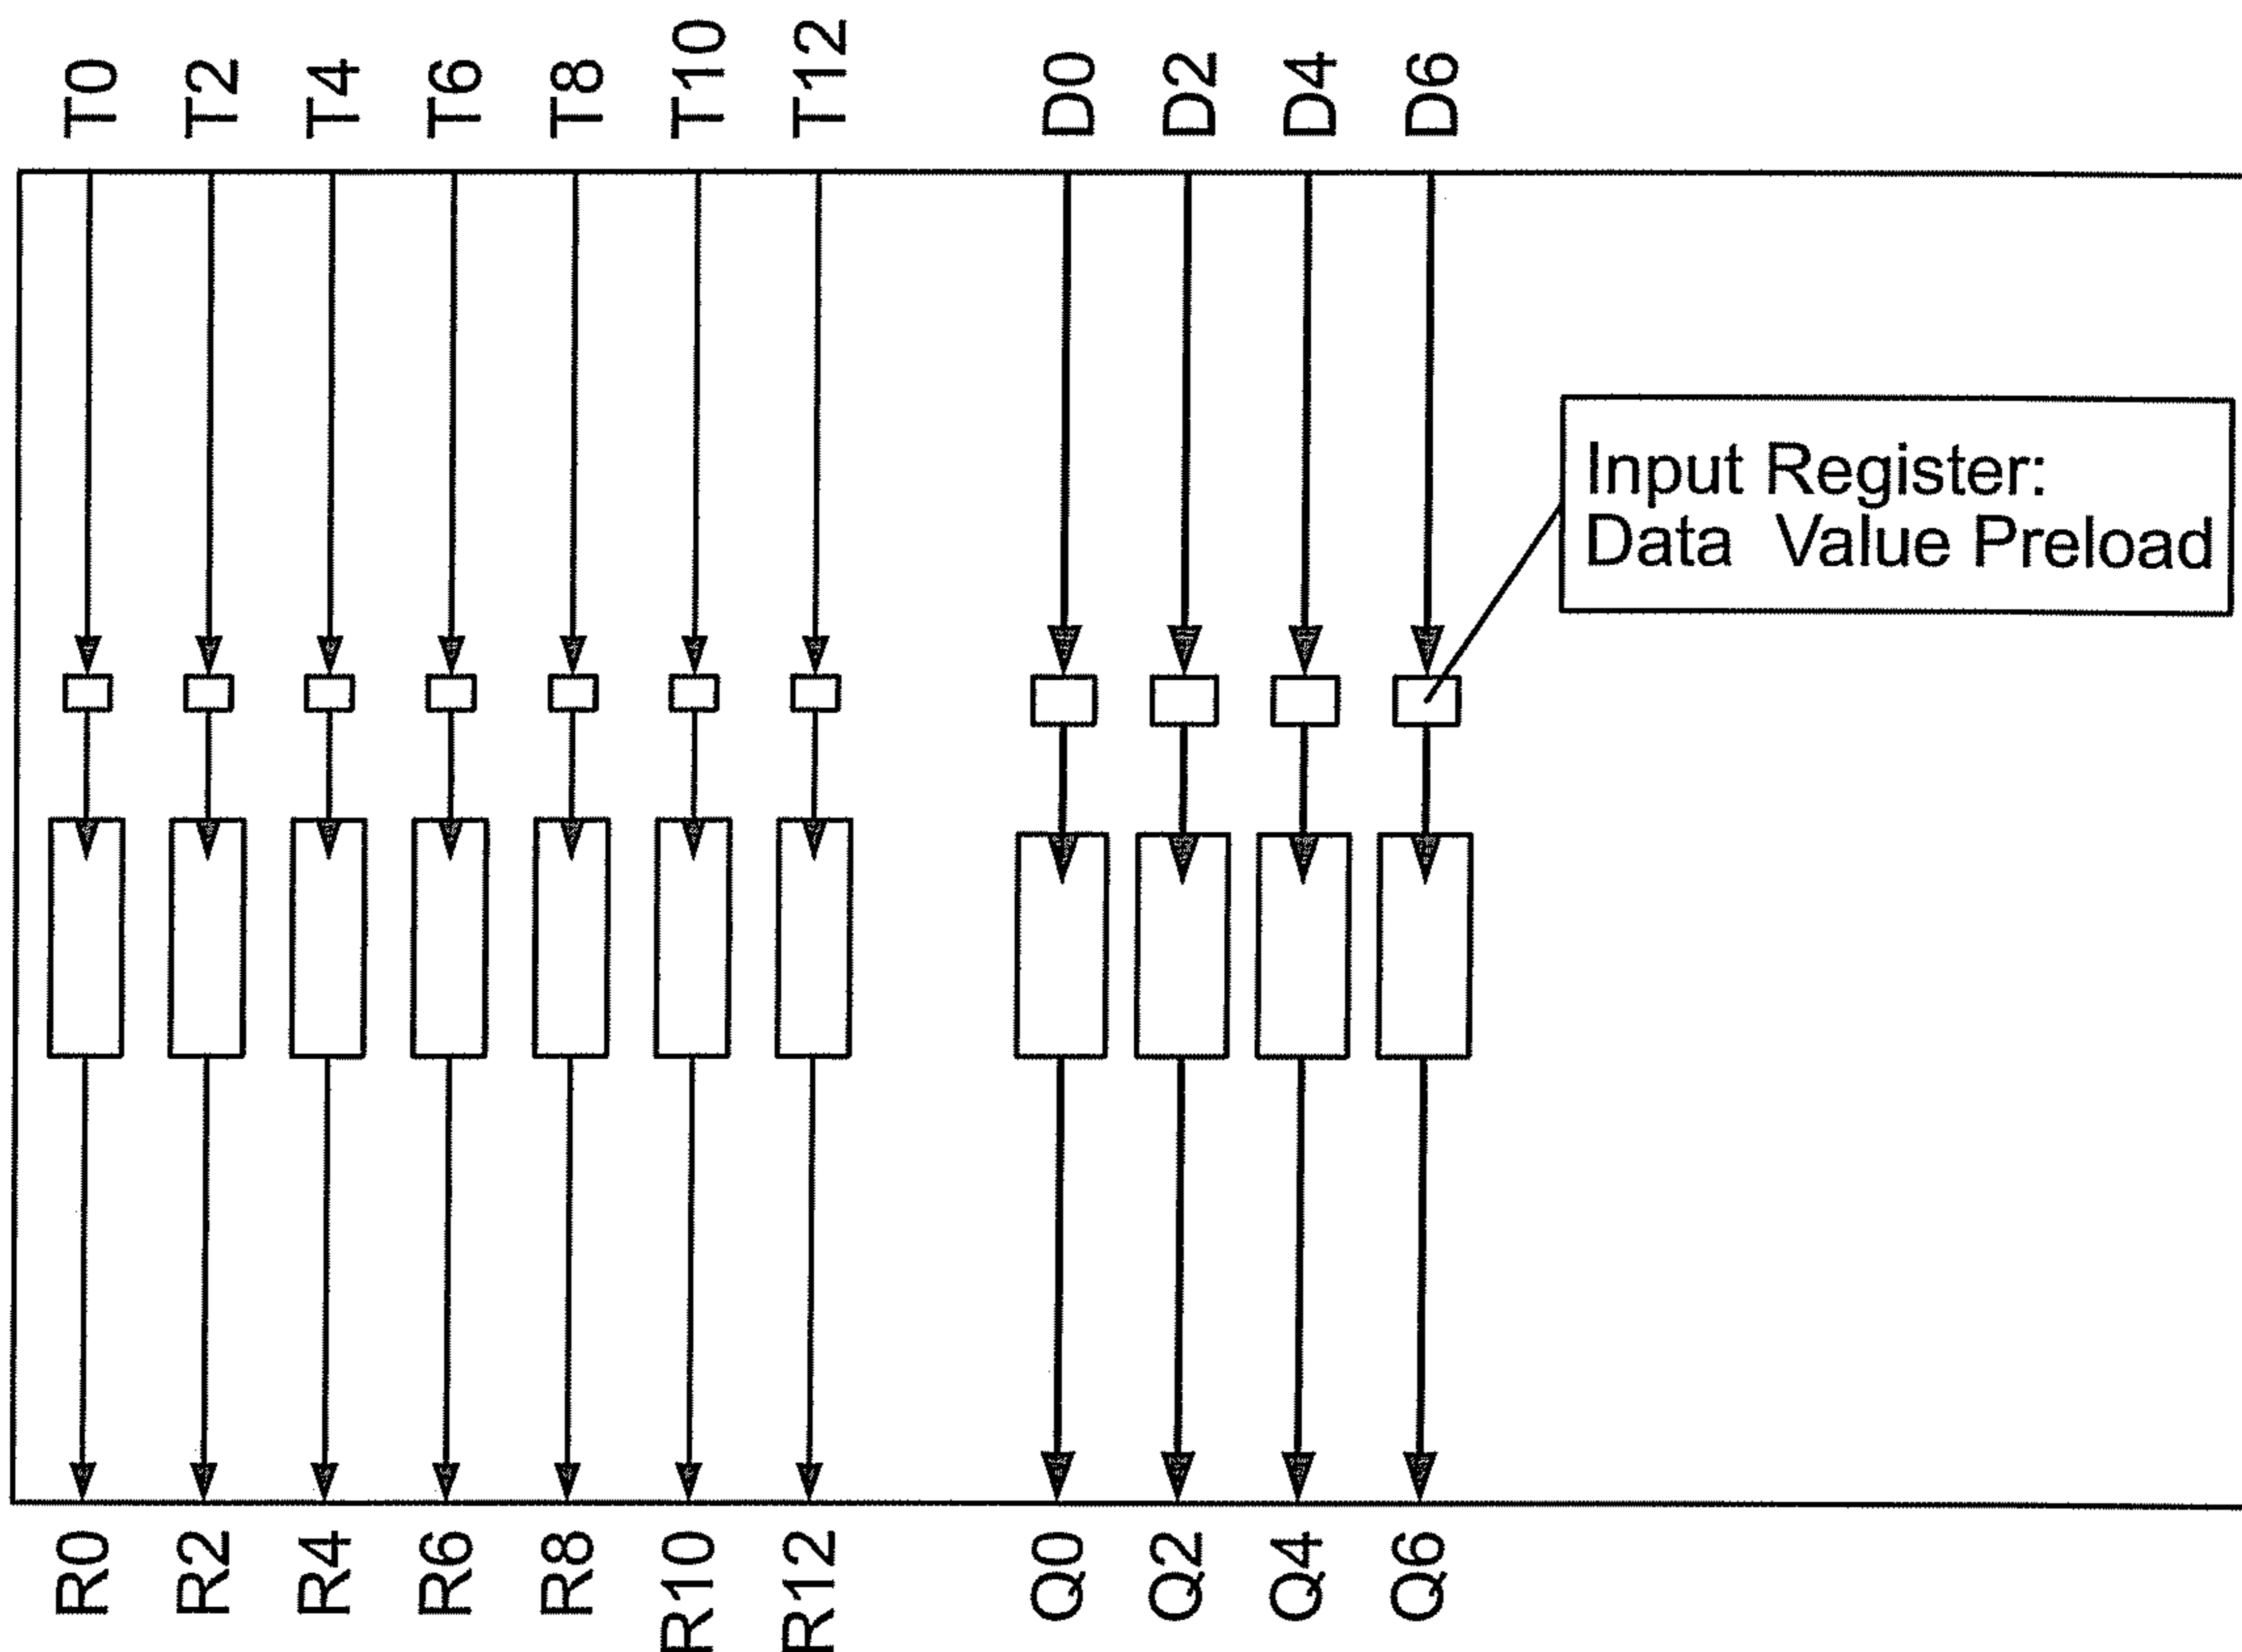 T0
T2
T4
T6
T8
T10
T12
D0
D2
D4
D6
Input Register:
Data Value Preload
R0
R2
R4
R6
R8
R10
R12
Q0
Q2
Q4
Q6